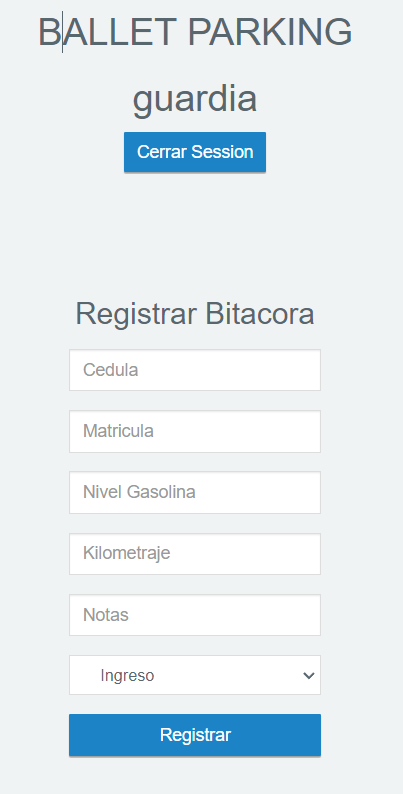 BALLET PARKING
guardia
Cerrar Session
Registrar Bitacora
Cedula
Matricula
Nivel Gasolina
Kilometraje
Notas
Ingreso
Registrar